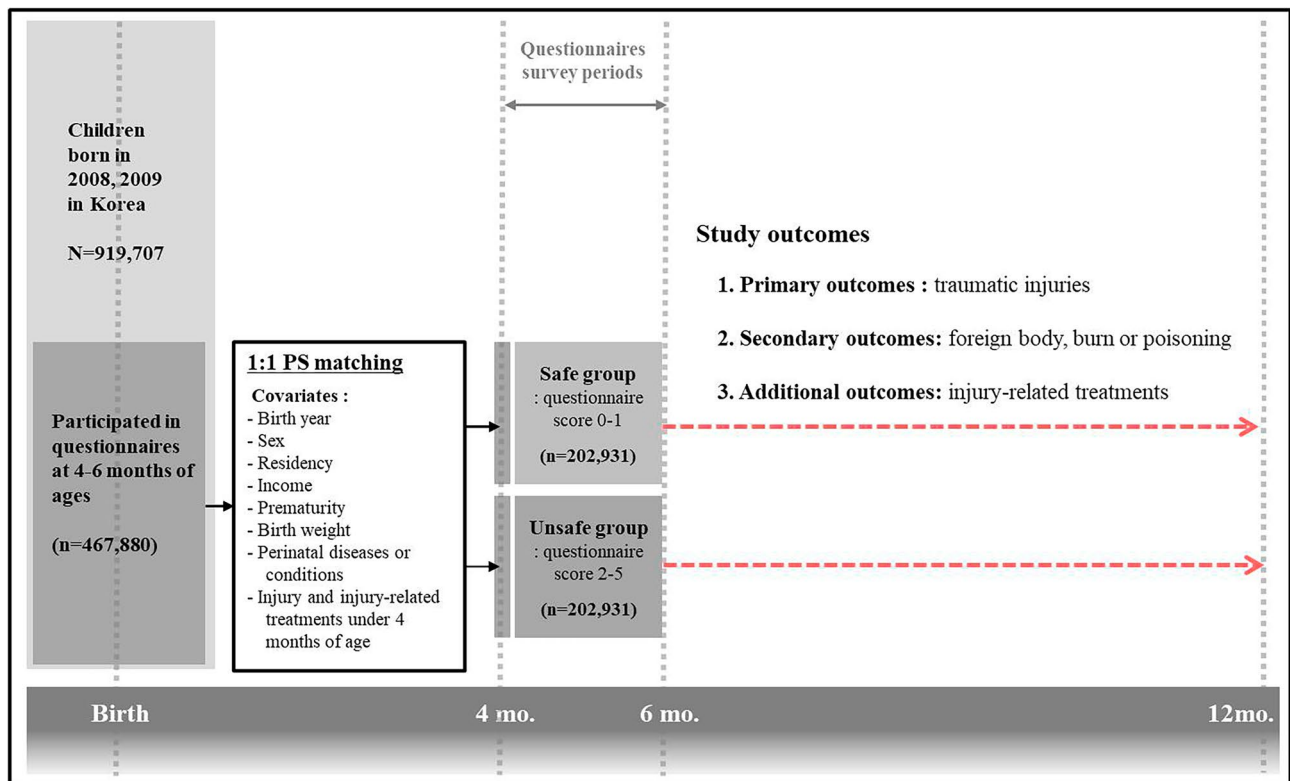 Questionnaires
survey periods
Children
born in
2008, 2009
in Korea
N=919,707
Participated in
questionnaires
at 4-6 months of
ages
(n=467,880)
1:1 PS matching
Covariates :
- Birth year
- Sex
- Residency
- Income
- Prematurity
- Birth weight
- Perinatal diseases or
conditions
- Injury and injury-related
treatments under 4
months of age
Safe group
: questionnaire
score 0-1
(n=202,931)
Unsafe group
: questionnaire
score 2-5
(n=202,931)
Study outcomes
1. Primary outcomes : traumatic injuries
2. Secondary outcomes: foreign body, burn or poisoning
3. Additional outcomes: injury-related treatments
Birth
4 mo.
6 mo.
12mo.